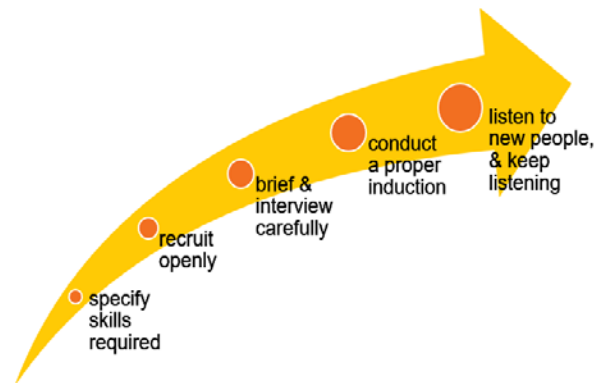 specify
skills
required
recruit
openly
brief &
interview
carefully
conduct
a proper
induction
listen to
new people,
& keep
listening